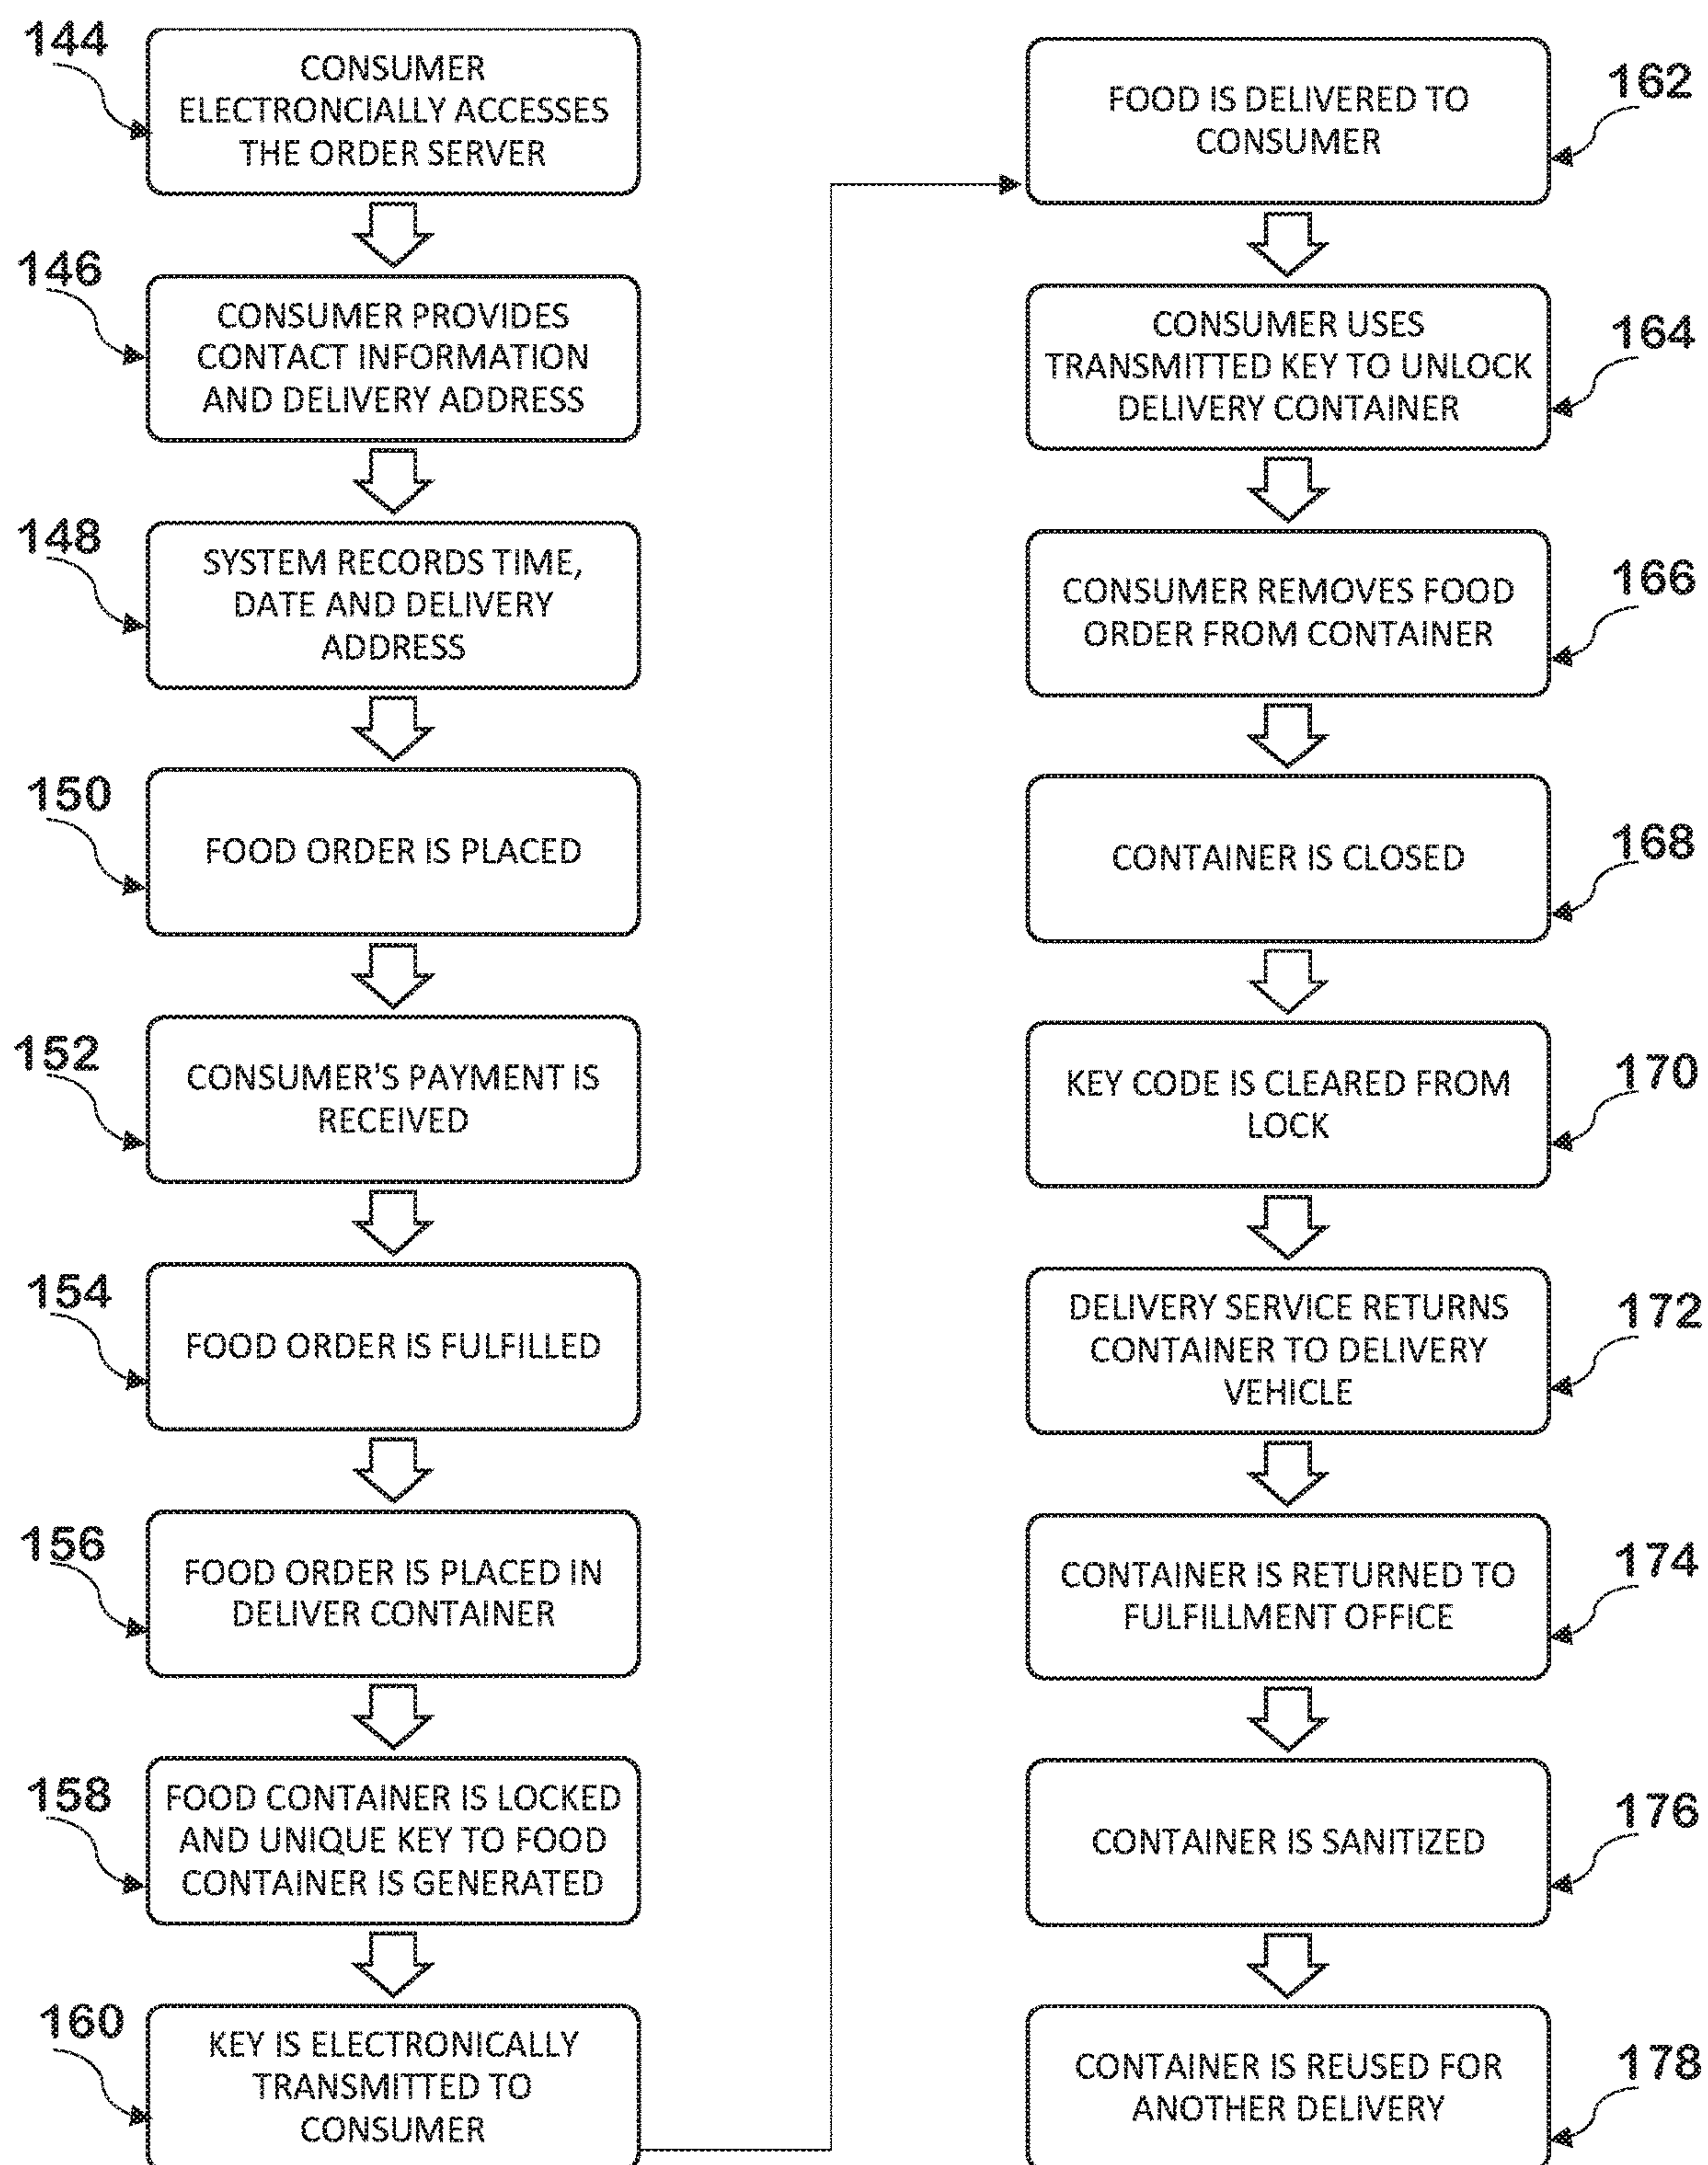 144
CONSUMER
ELECTRONCIALLY ACCESSES
THE ORDER SERVER
146
CONSUMER PROVIDES
CONTACT INFORMATION
AND DELIVERY ADDRESS
148
SYSTEM RECORDS TIME,
DATE AND DELIVERY
ADDRESS
150
FOOD ORDER IS PLACED
152
CONSUMER'S PAYMENT IS
RECEIVED
154
FOOD ORDER IS FULFILLED
156
FOOD ORDER IS PLACED IN
DELIVER CONTAINER
158
FOOD CONTAINER IS LOCKED
AND UNIQUE KEY TO FOOD
CONTAINER IS GENERATED
160
KEY IS ELECTRONICALLY
TRANSMITTED TO
CONSUMER
162
FOOD IS DELIVERED TO
CONSUMER
164
CONSUMER USES
TRANSMITTED KEY TO UNLOCK
DELIVERY CONTAINER
166
CONSUMER REMOVES FOOD
ORDER FROM CONTAINER
168
CONTAINER IS CLOSED
170
KEY CODE IS CLEARED FROM
LOCK
172
DELIVERY SERVICE RETURNS
CONTAINER TO DELIVERY
VEHICLE
174
CONTAINER IS RETURNED TO
FULFILLMENT OFFICE
176
CONTAINER IS SANITIZED
178
CONTAINER IS REUSED FOR
ANOTHER DELIVERY